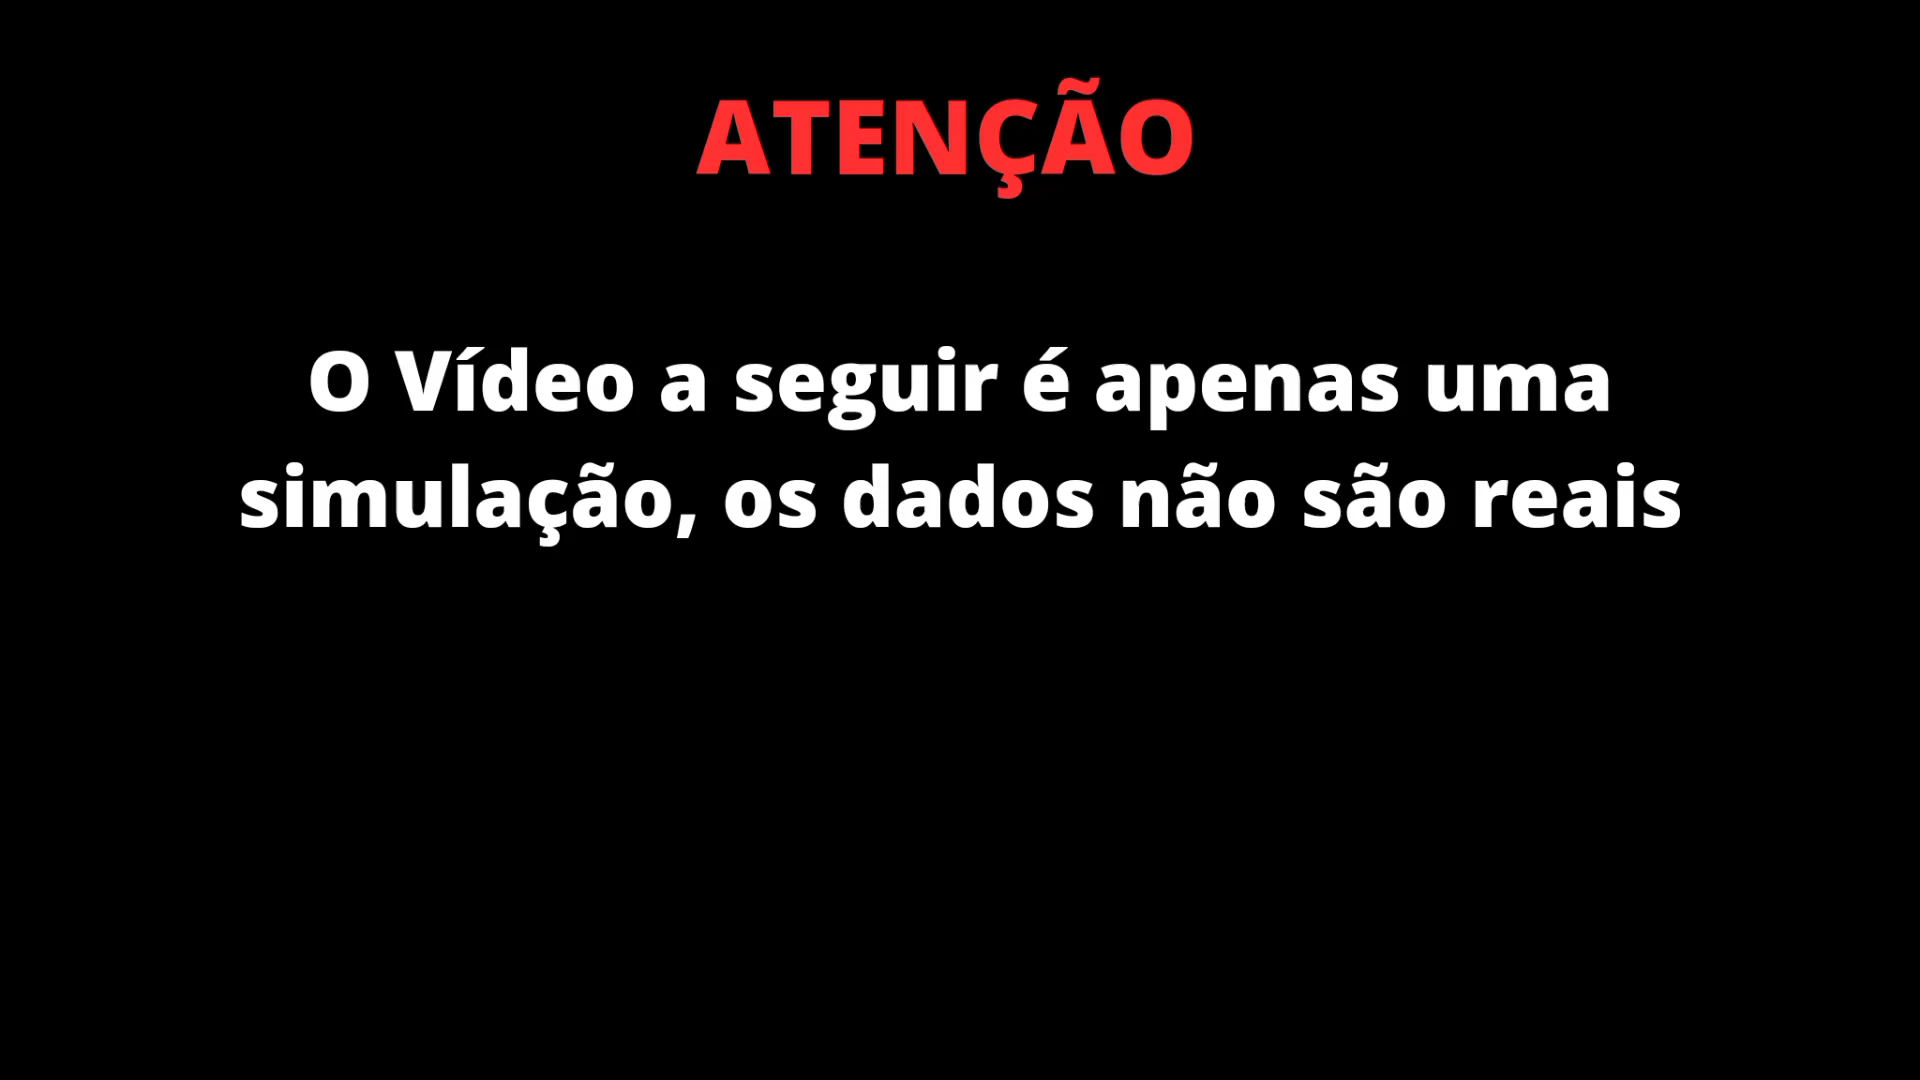 ATENÇÃO
O Vídeo a seguir é apenas uma
simulação, os dados não são reais